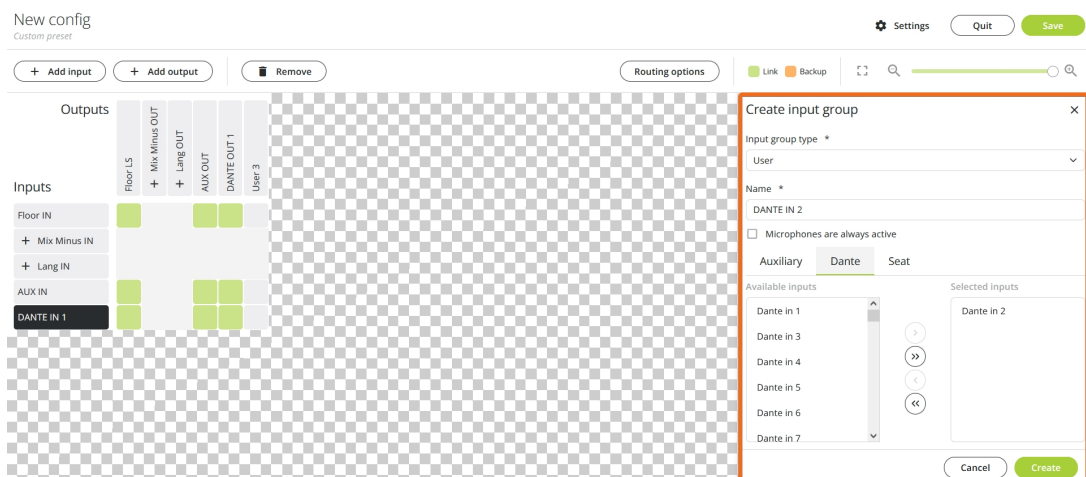 New config
Custom preset
Settings
Quit
Save
+ Add input
+ Add output
Remove
Routing options
Link
Backup
Outputs
Inputs
Floor LS
+ Mix Minus OUT
+ Lang OUT
AUX OUT
DANTE OUT 1
User 3
Floor IN
+ Mix Minus IN
+ Lang IN
AUX IN
DANTE IN 1
Create input group
Input group type *
User
Name *
DANTE IN 2
Microphones are always active
Auxiliary
Dante
Seat
Available inputs
Dante in 1
Dante in 3
Dante in 4
Dante in 5
Dante in 6
Dante in 7
Selected inputs
Dante in 2
Cancel
Create